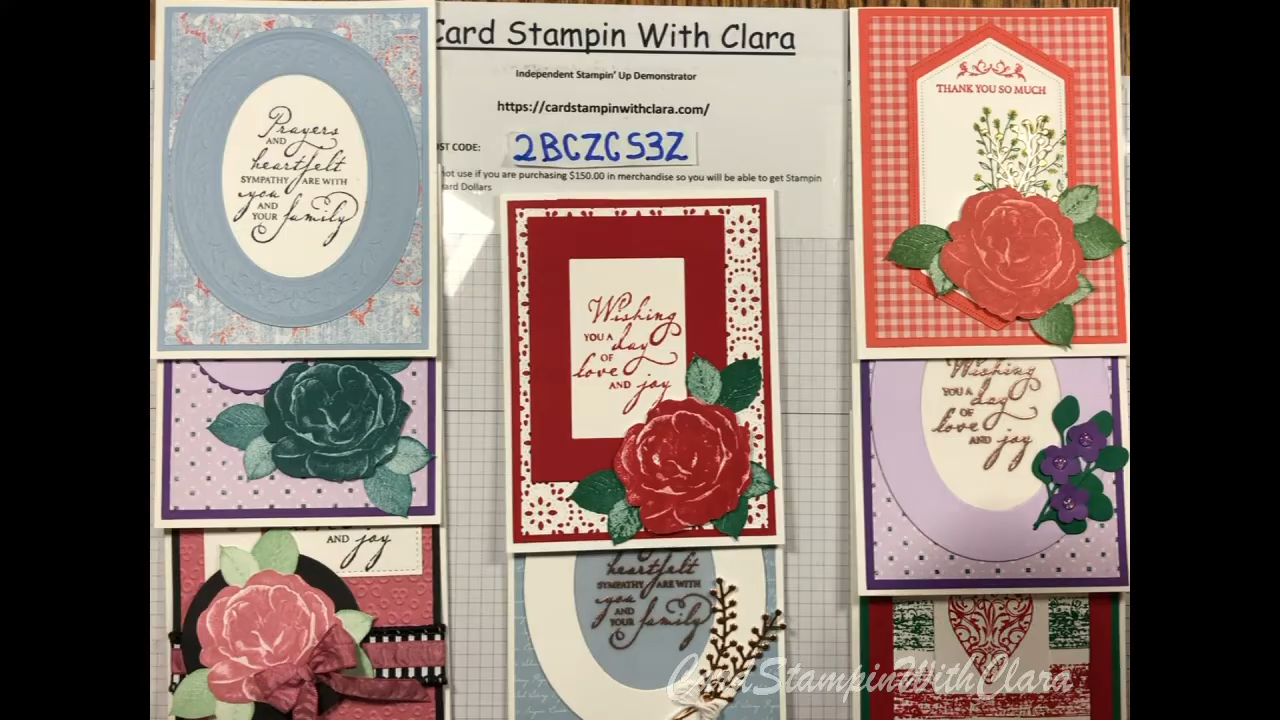 Card Stampin With Clara
Independent Stampin' Up Demonstrator
https://cardstampinwithclara.com/
OST CODE: 2BCZCS3Z
not use if you are purchasing $150.00 in merchandise so you will be able to get Stampin
ard Dollars
Prayers
AND
heartfelt
SYMPATHY ARE WITH
you
AND
YOUR family
Wishing
YOU A
day
OF
love
AND joy
THANK YOU SO MUCH
Wishing
YOU A
day
OF
love
AND joy
AND joy
heartfelt
SYMPATHY ARE WITH
you
AND
YOUR family
CardStampinWithClara